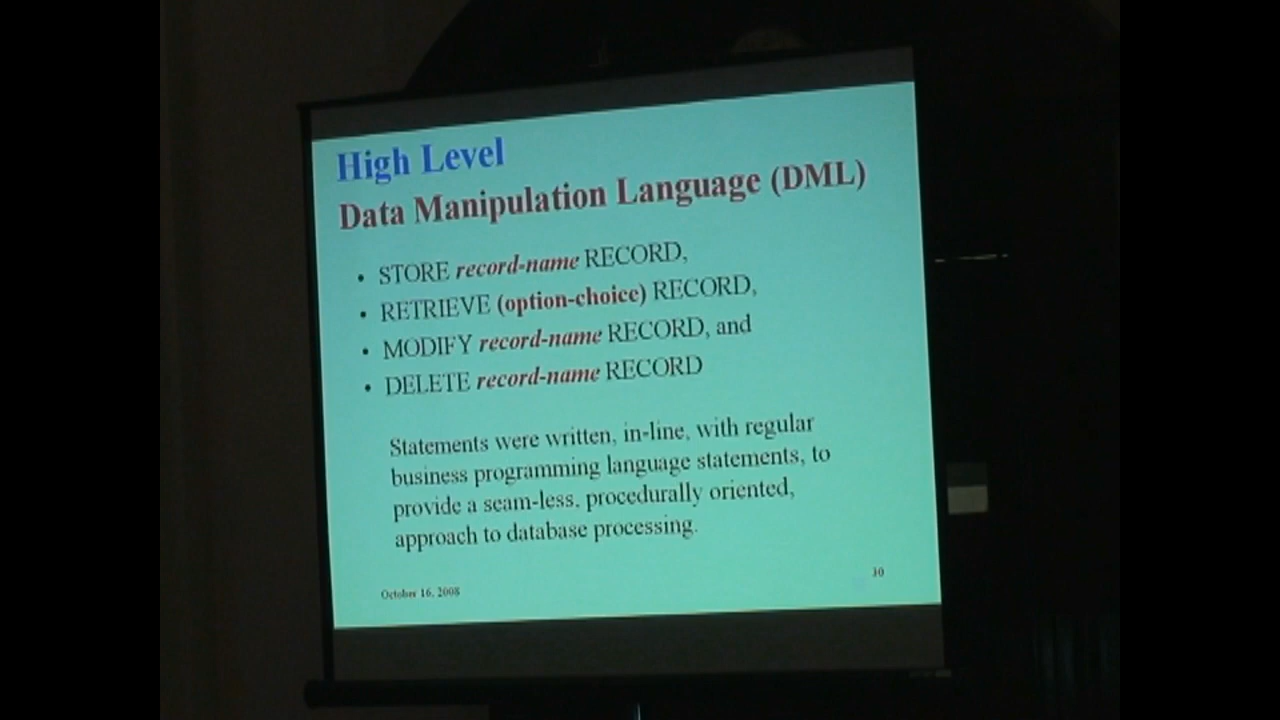 High Level
Data Manipulation Language (DML)
• STORE record-name RECORD,
• RETRIEVE (option-choice) RECORD,
• MODIFY record-name RECORD, and
• DELETE record-name RECORD
Statements were written, in-line, with regular
business programming language statements, to
provide a seam-less, procedurally oriented,
approach to database processing.
October 16, 2008
30